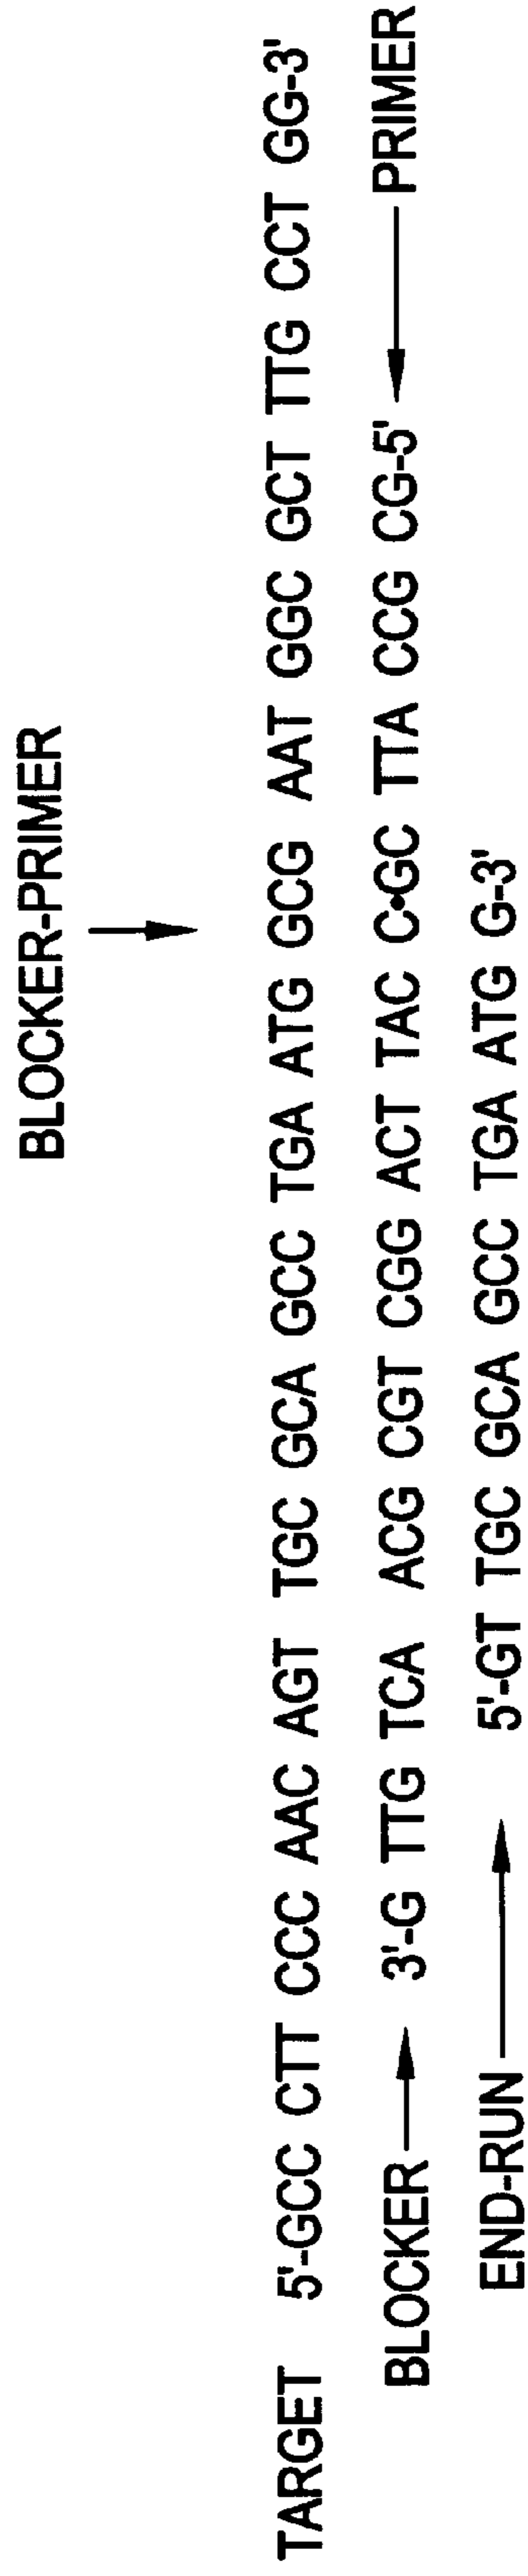 BLOCKER-PRIMER
TARGET 5'-GCC CTT CCC AAC AGT TGC GCA GCC TGA ATG GCG AAT GGC GCT TTG CCT GG-3'
BLOCKER 3'-G TTG TCA ACG CGT CGG ACT TAC C•GC TTA CCG CG-5' PRIMER
END-RUN 5'-GT TGC GCA GCC TGA ATG G-3'